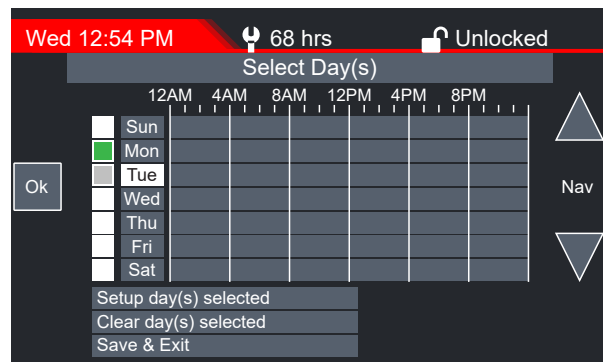 Wed 12:54 PM 68 hrs Unlocked
Select Day(s)
12AM 4AM 8AM 12PM 4PM 8PM
Sun
Mon
Tue
Wed
Thu
Fri
Sat
Ok
Nav
Setup day(s) selected
Clear day(s) selected
Save & Exit